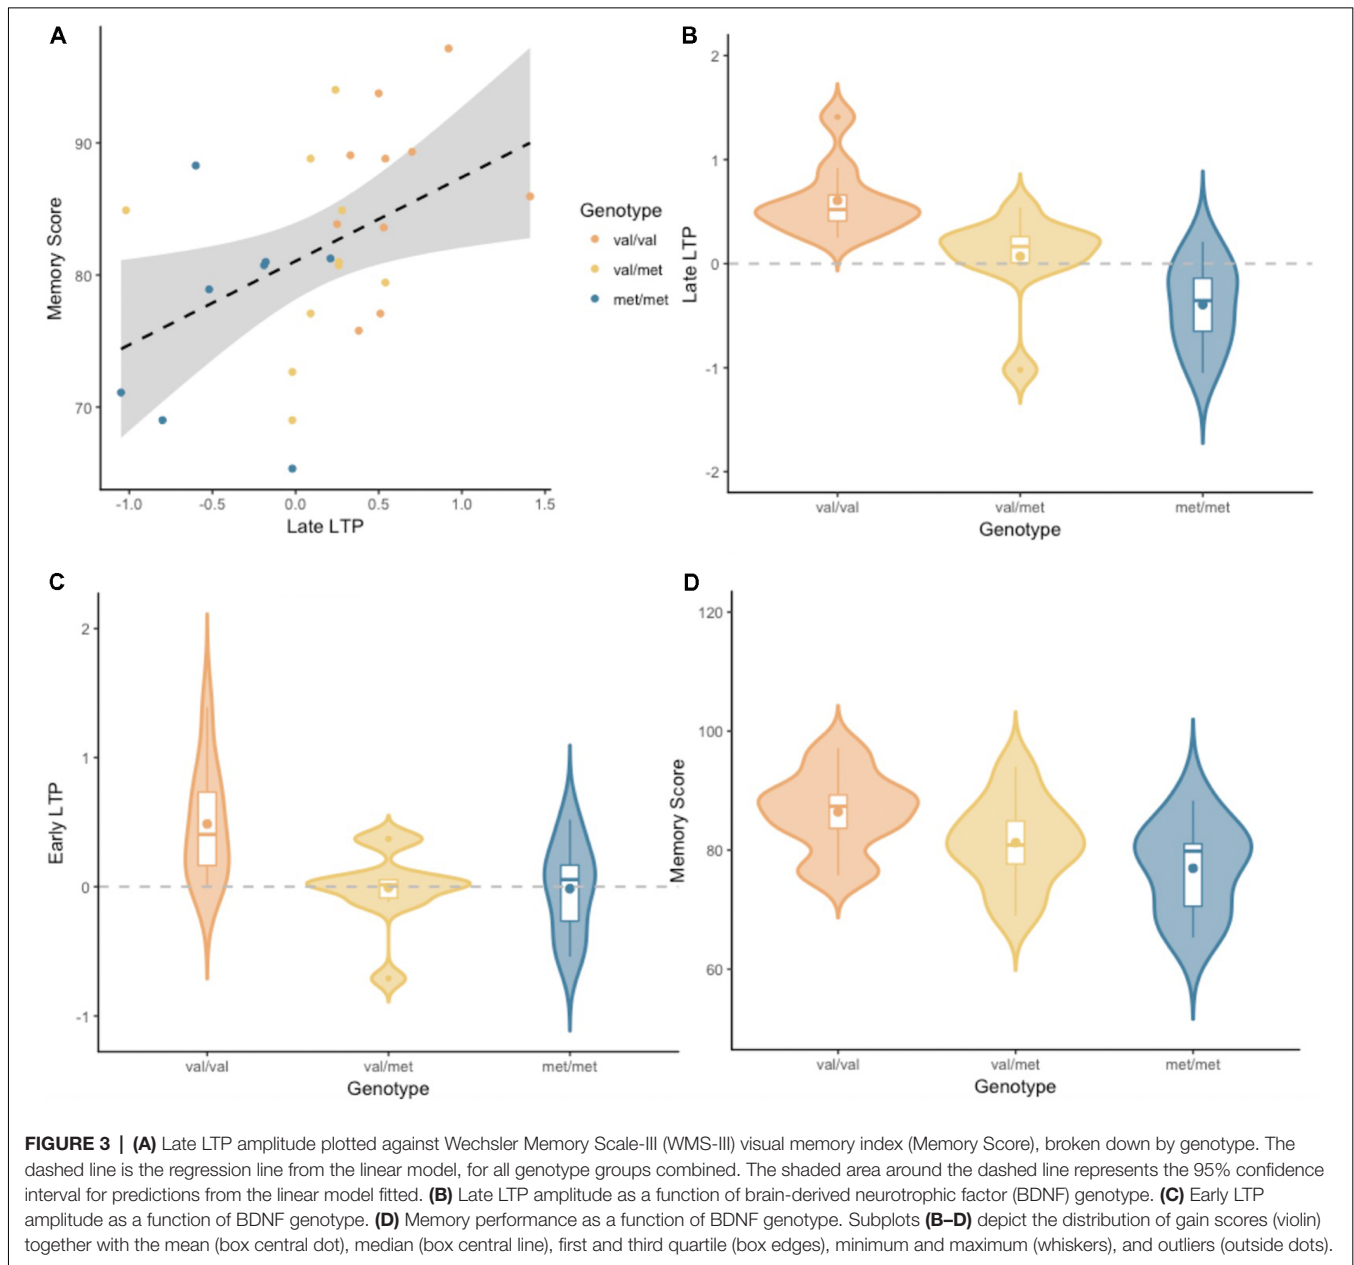 A
90
80
70
Memory Score
-1.0 -0.5 0.0 0.5 1.0 1.5
Late LTP
Genotype
val/val
val/met
met/met
B
2
1
0
-1
-2
Late LTP
val/val val/met met/met
Genotype
C
2
1
0
-1
Early LTP
val/val val/met met/met
Genotype
D
120
100
80
60
Memory Score
val/val val/met met/met
Genotype
FIGURE 3 | (A) Late LTP amplitude plotted against Wechsler Memory Scale-III (WMS-III) visual memory index (Memory Score), broken down by genotype. The
dashed line is the regression line from the linear model, for all genotype groups combined. The shaded area around the dashed line represents the 95% confidence
interval for predictions from the linear model fitted. (B) Late LTP amplitude as a function of brain-derived neurotrophic factor (BDNF) genotype. (C) Early LTP
amplitude as a function of BDNF genotype. (D) Memory performance as a function of BDNF genotype. Subplots (B–D) depict the distribution of gain scores (violin)
together with the mean (box central dot), median (box central line), first and third quartile (box edges), minimum and maximum (whiskers), and outliers (outside dots).